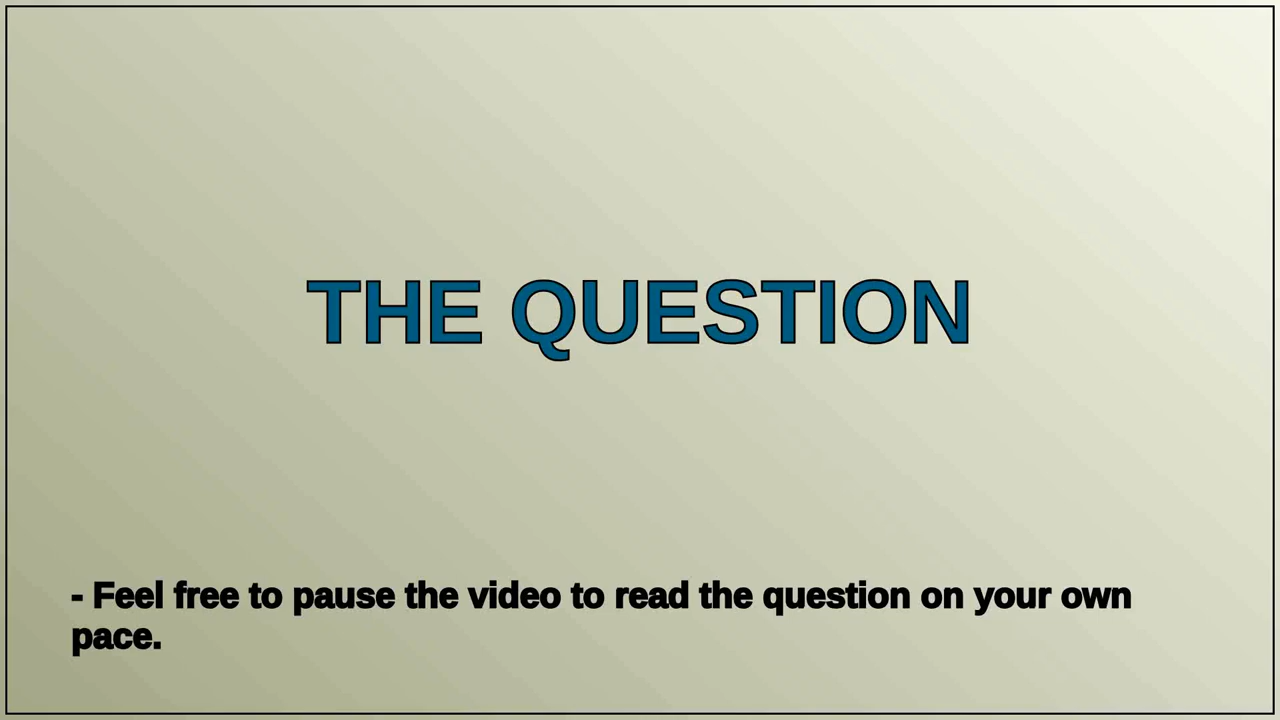 THE QUESTION
- Feel free to pause the video to read the question on your own
pace.